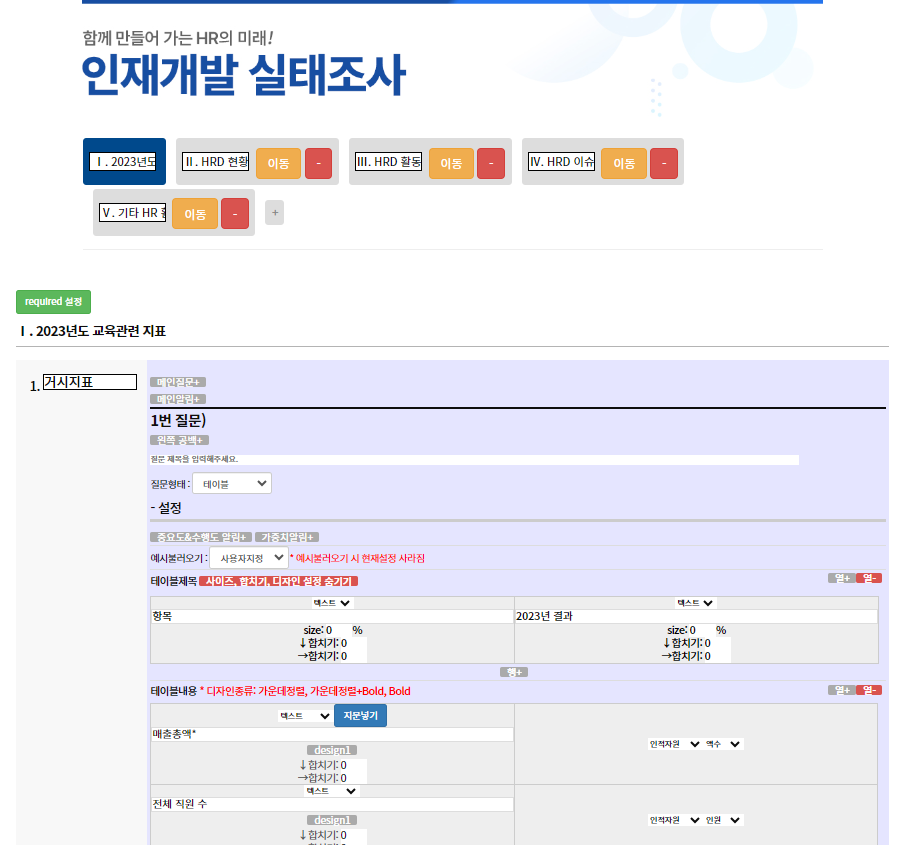 함께 만들어 가는 HR의 미래!
인재개발 실태조사
Ⅰ. 2023년도
Ⅱ. HRD 현황 이동 -
Ⅲ. HRD 활동 이동 -
Ⅳ. HRD 이슈 이동 -
Ⅴ. 기타 HR 이동 -
+
required 설정
Ⅰ. 2023년도 교육관련 지표
1. 거시지표
메인질문+
메인알림+
1번 질문)
왼쪽 공백+
질문 제목을 입력해주세요.
질문형태 : 테이블
- 설정
중요도&수행도 알림+ 가중치알림+
예시불러오기 : 사용자지정 * 예시불러오기 시 현재설정 사라짐
테이블제목 사이즈, 합치기, 디자인 설정 숨기기 열+ 열-
텍스트 텍스트
항목 2023년 결과
size: 0 % size: 0 %
↓합치기: 0 ↓합치기: 0
→합치기: 0 →합치기: 0
행+
테이블내용 * 디자인종류: 가운데정렬, 가운데정렬+Bold, Bold 열+ 열-
텍스트 지문넣기
매출총액*
인적자원 액수
design1
↓합치기: 0
→합치기: 0
텍스트
전체 직원 수
인적자원 인원
design1
↓합치기: 0